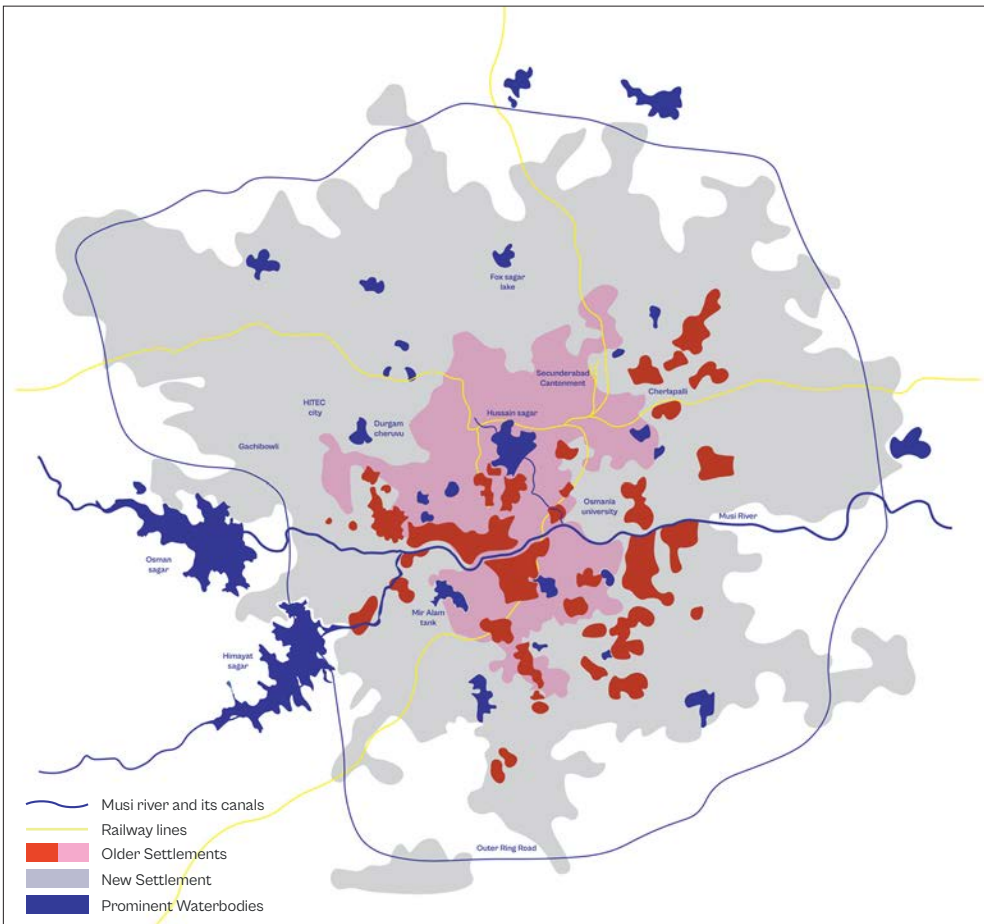 Fox sagar
lake
Secunderabad
Cantonment
Cherlapalli
HITEC
city
Hussain sagar
Durgam
cheruvu
Gachibowli
Osmania
university
Musi River
Osman
sagar
Mir Alam
tank
Himayat
sagar
Outer Ring Road
Musi river and its canals
Railway lines
Older Settlements
New Settlement
Prominent Waterbodies